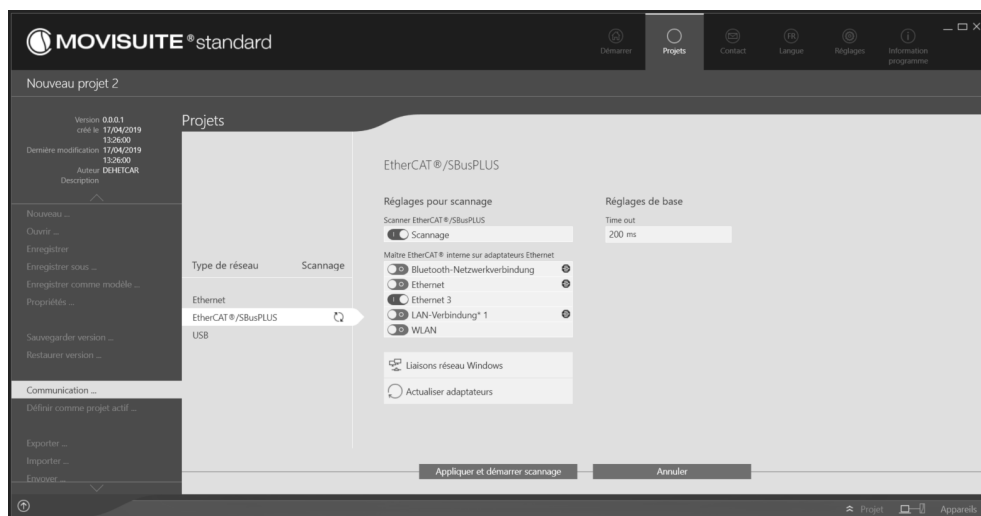 MOVISUITE ® standard
Démarrer
Projets
Contact
FR
Langue
Réglages
Information
programme
Nouveau projet 2
Version 0.0.0.1
créé le 17/04/2019
13:26:00
Dernière modification 17/04/2019
13:26:00
Auteur DEHETCAR
Description
Nouveau ...
Ouvrir ...
Enregistrer
Enregistrer sous ...
Enregistrer comme modèle ...
Propriétés ...
Sauvegarder version ...
Restaurer version ...
Communication ...
Définir comme projet actif ...
Exporter ...
Importer ...
Envoyer ...
Projets
Type de réseau Scannage
Ethernet
EtherCAT®/SBusPLUS
USB
EtherCAT®/SBusPLUS
Réglages pour scannage
Scanner EtherCAT®/SBusPLUS
Scannage
Maître EtherCAT® interne sur adaptateurs Ethernet
Bluetooth-Netzwerkverbindung
Ethernet
Ethernet 3
LAN-Verbindung* 1
WLAN
Liaisons réseau Windows
Actualiser adaptateurs
Réglages de base
Time out
200 ms
Appliquer et démarrer scannage
Annuler
Projet
Appareils